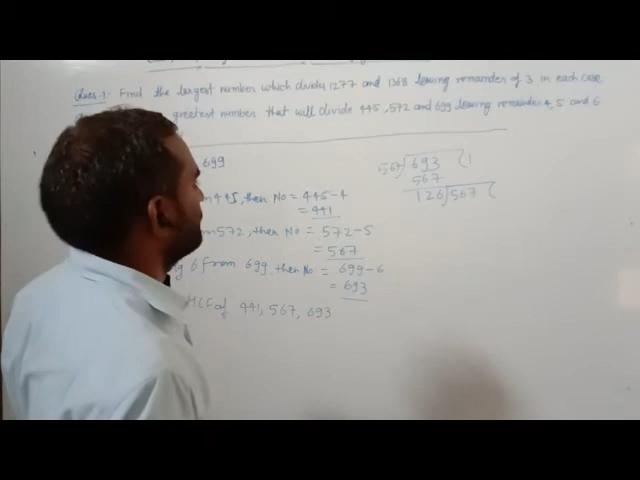 Ques.1. Find the largest number which divide 1277 and 1368 leaving remainder of 3 in each case.
greatest number that will divide 445, 572 and 699 leaving remainder 4, 5 and 6
699
445, then No = 445-4
= 441
from 572, then No = 572-5
= 567
6 from 699, then No = 699-6
= 693
HCF of 441, 567, 693
567) 693 (1
567
126) 567 (